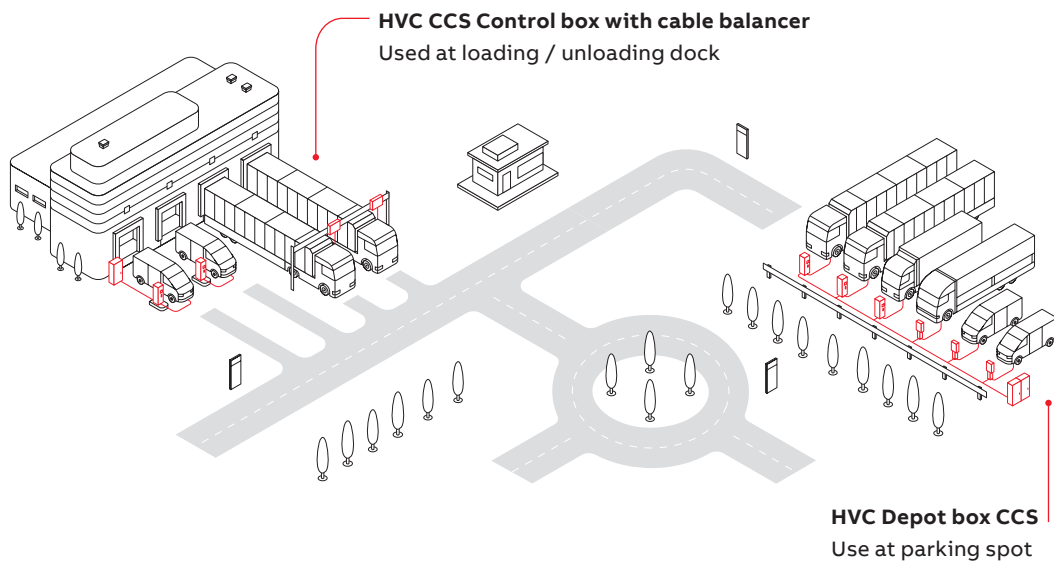 HVC CCS Control box with cable balancer
Used at loading / unloading dock
HVC Depot box CCS
Use at parking spot